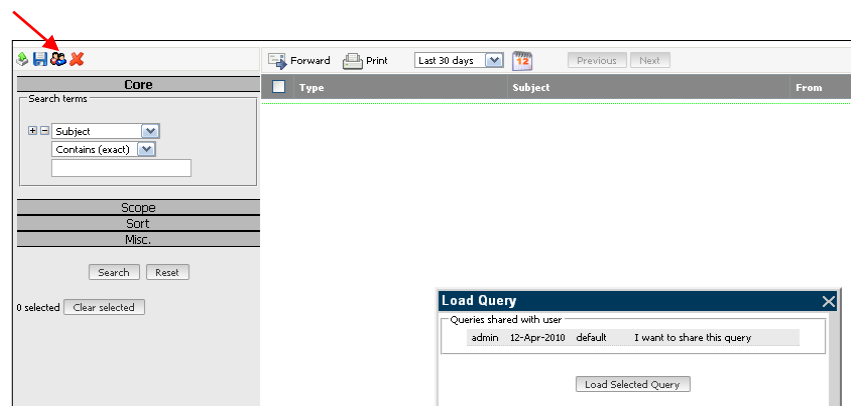 Forward Print Last 30 days 12 Previous Next
Core
Type Subject From
Search terms
Subject
Contains (exact)
Scope
Sort
Misc.
Search Reset
0 selected Clear selected
Load Query
Queries shared with user
admin 12-Apr-2010 default I want to share this query
Load Selected Query